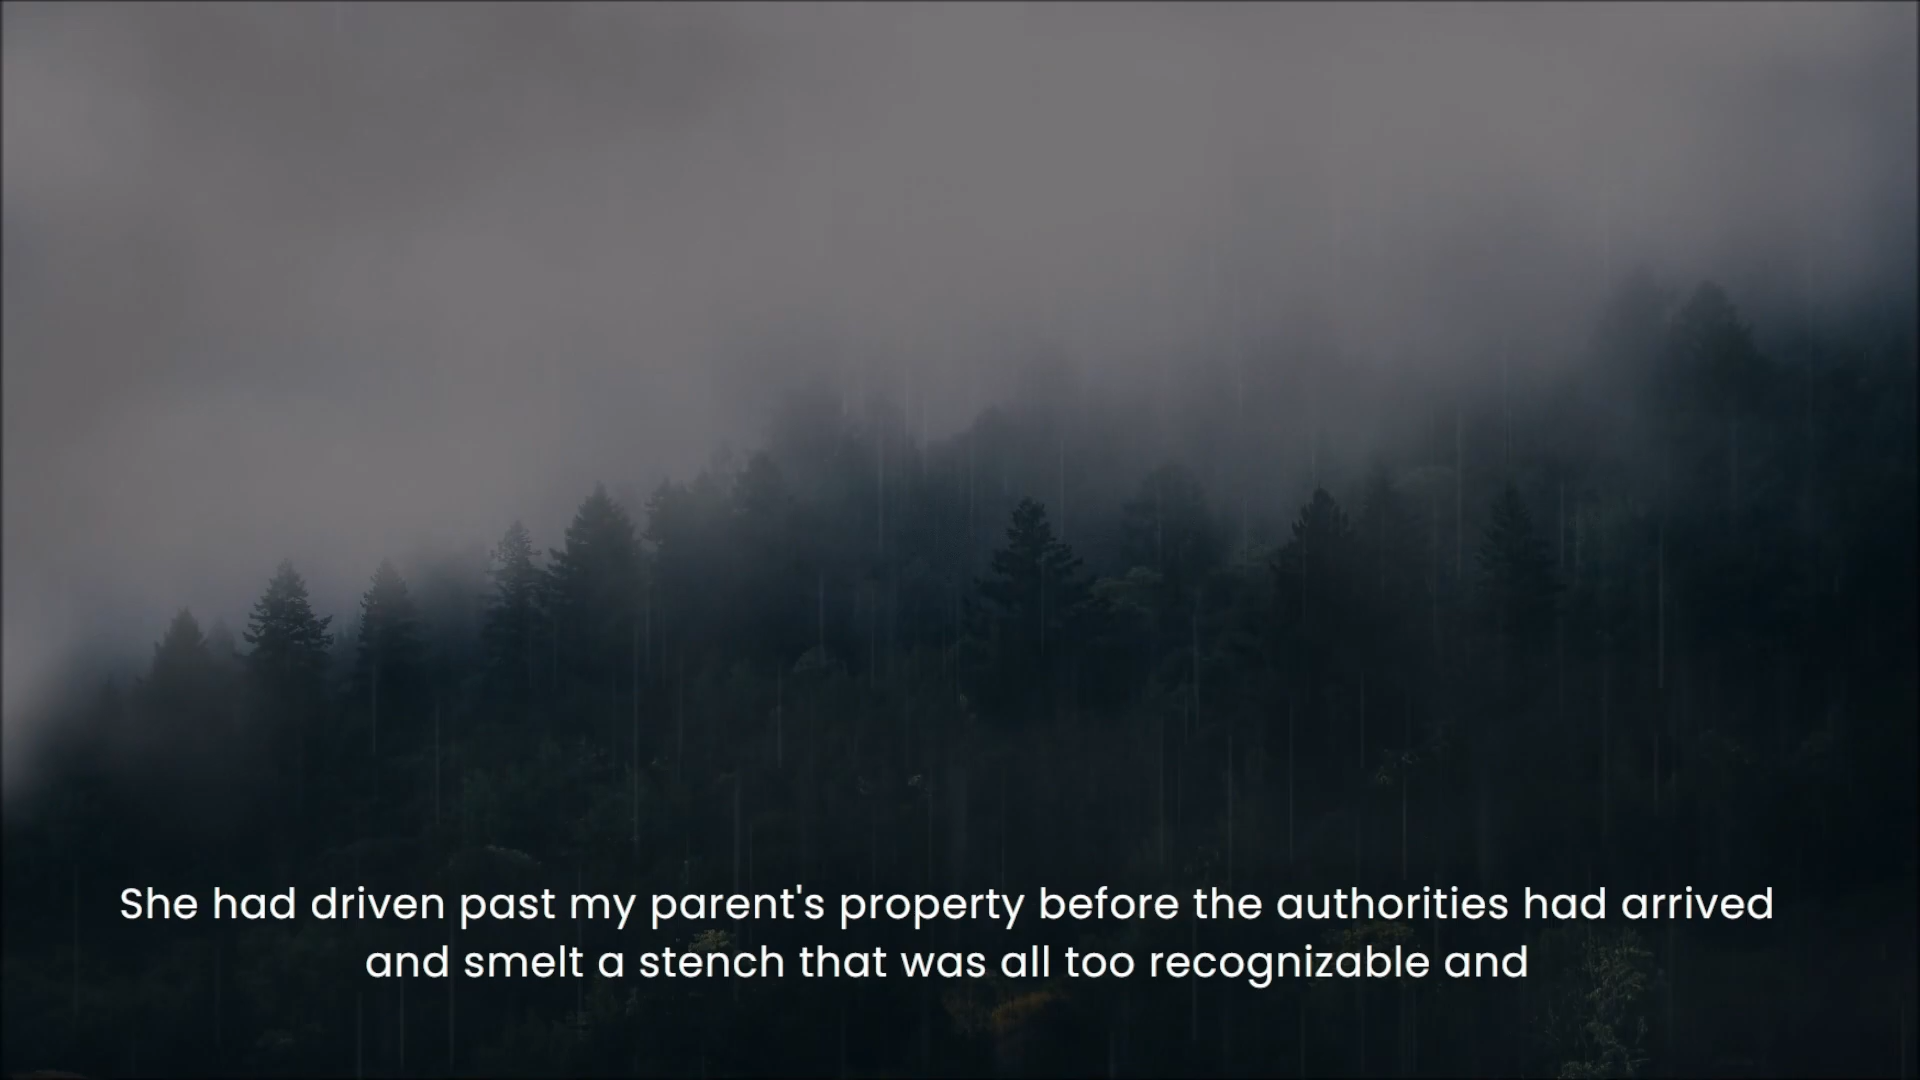 She had driven past my parent's property before the authorities had arrived
and smelt a stench that was all too recognizable and